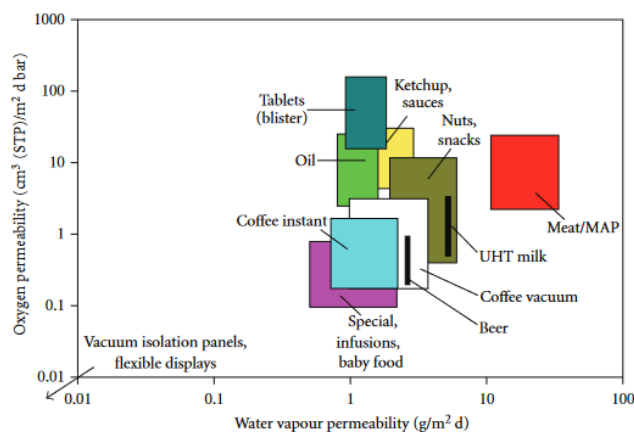 1000
100
10
1
0.1
0.01
Oxygen permeability (cm³ (STP)/m² d bar)
Tablets
(blister)
Ketchup,
sauces
Nuts,
snacks
Oil
Coffee instant
Meat/MAP
UHT milk
Coffee vacuum
Beer
Special,
infusions,
baby food
Vacuum isolation panels,
flexible displays
0.01
0.1
1
10
100
Water vapour permeability (g/m² d)